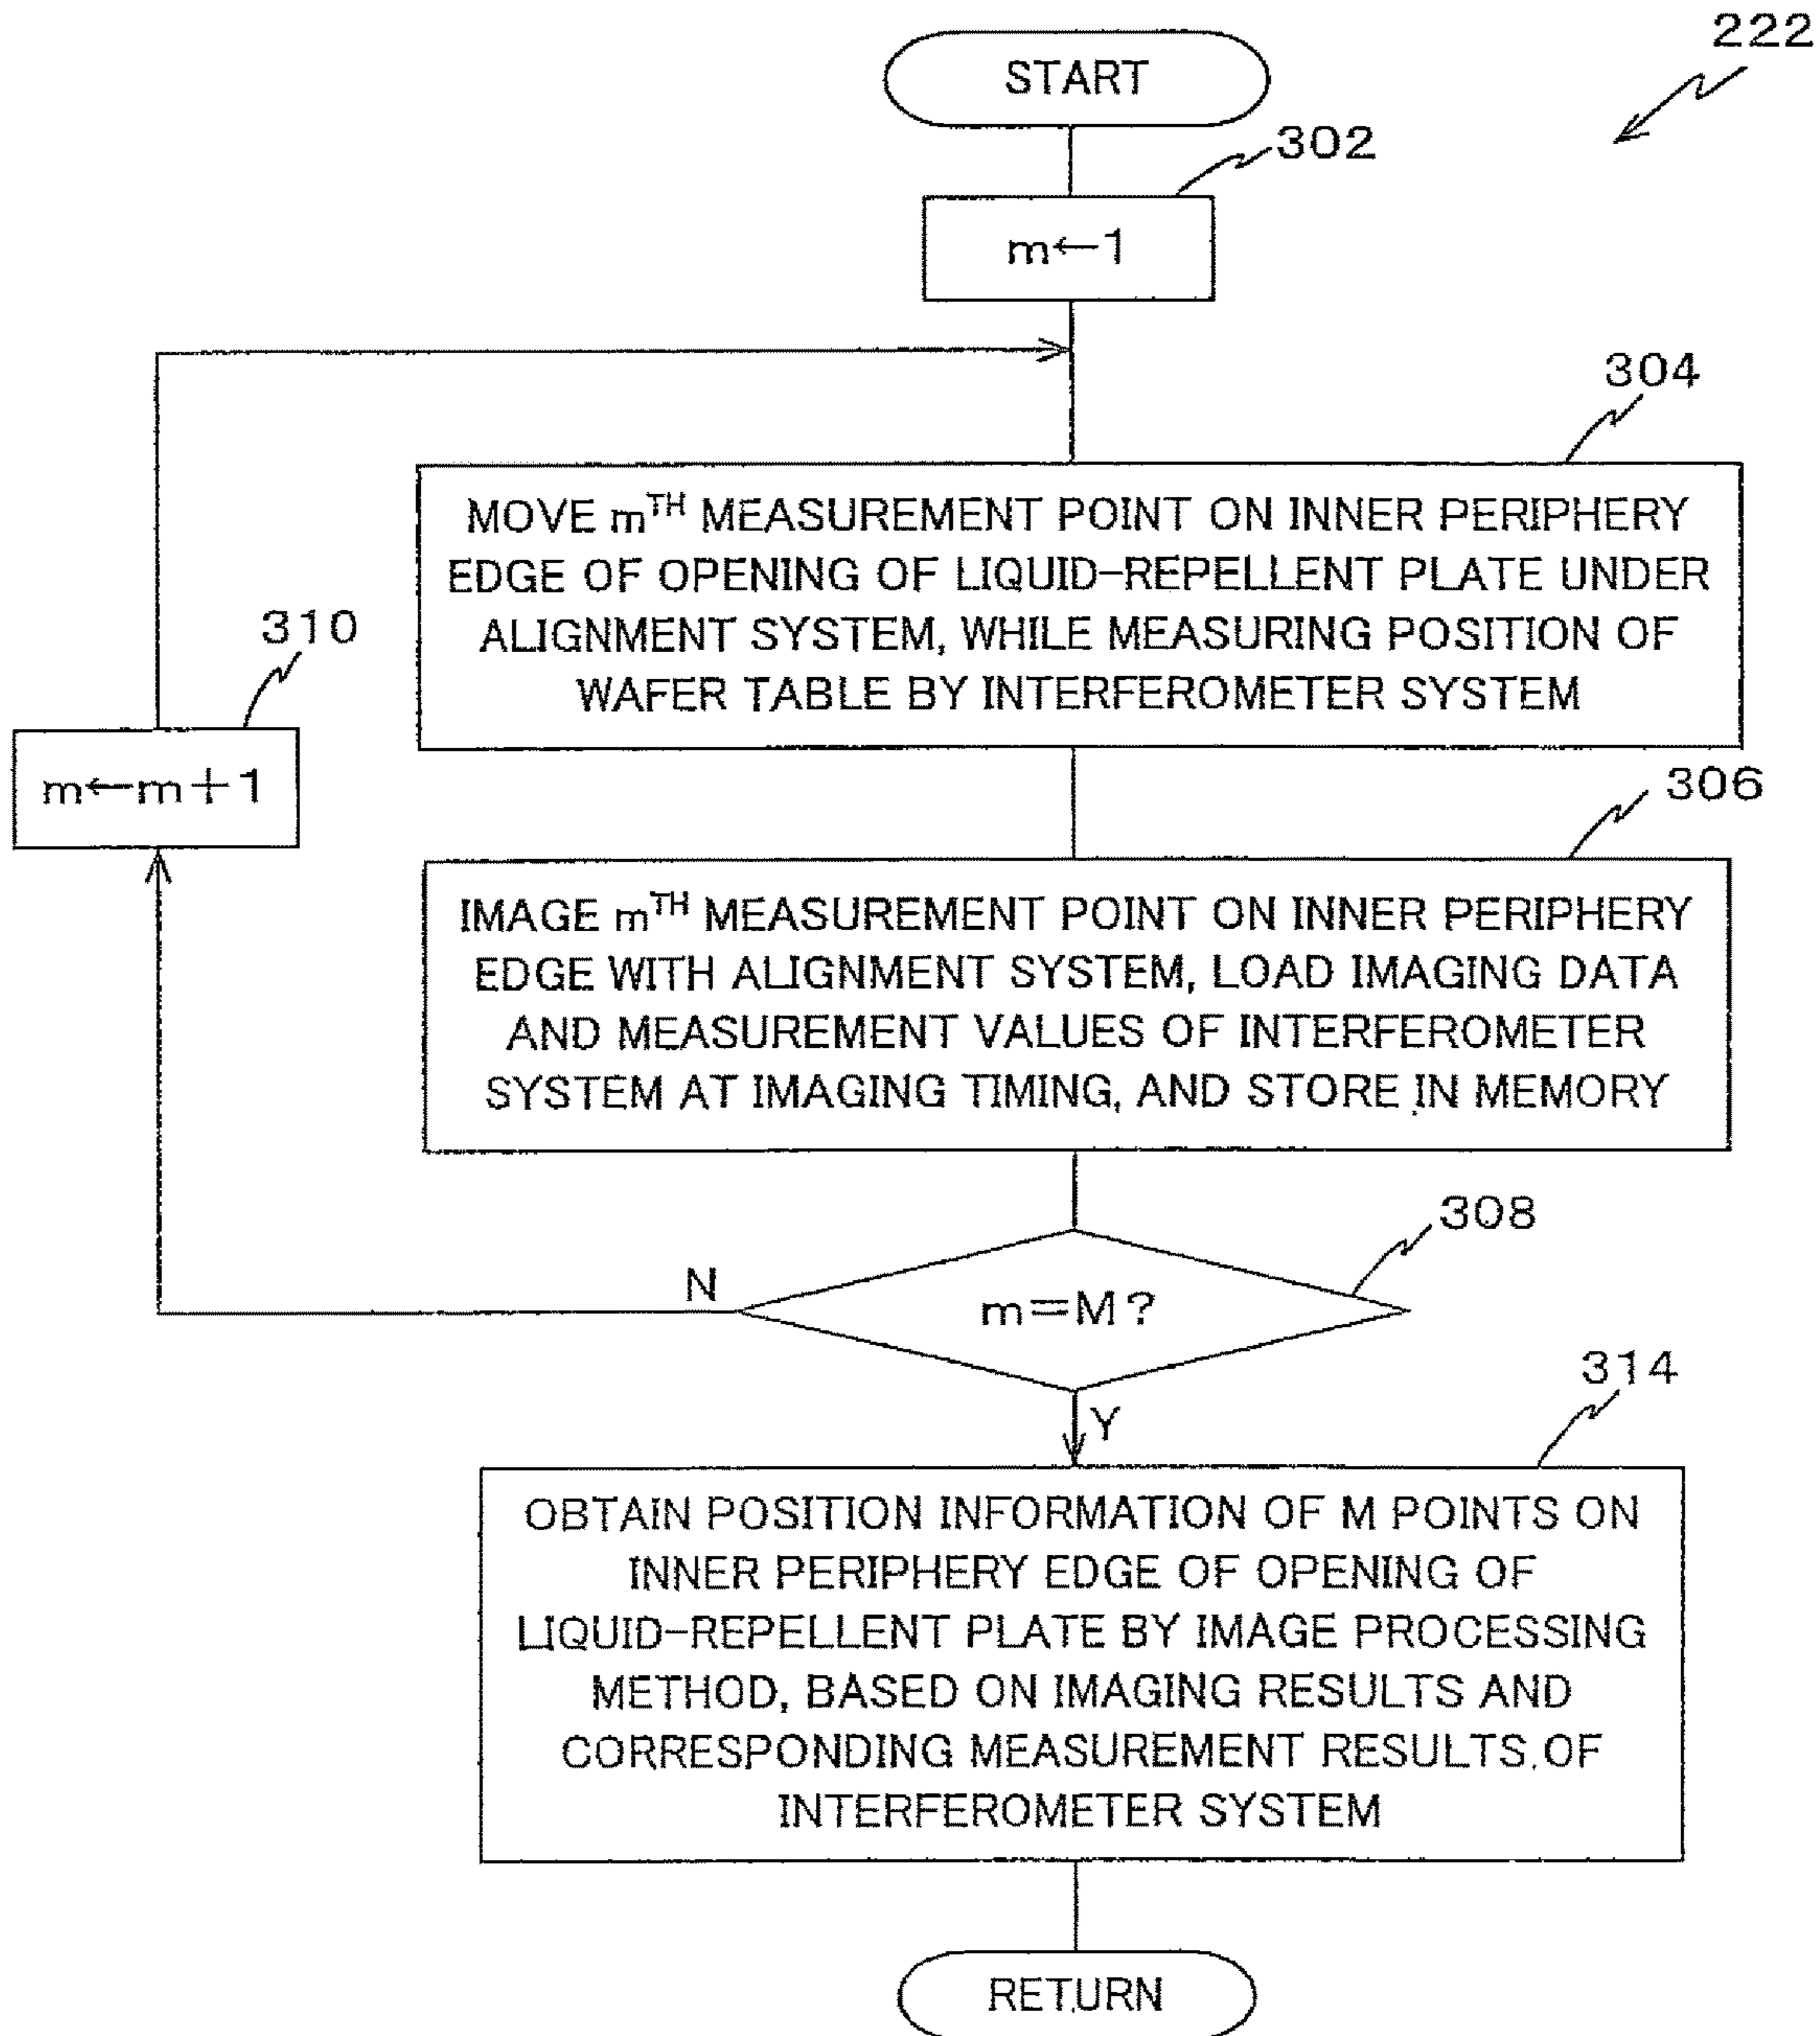 222
START
302
m←1
304
MOVE mTH MEASUREMENT POINT ON INNER PERIPHERY
EDGE OF OPENING OF LIQUID-REPELLENT PLATE UNDER
ALIGNMENT SYSTEM, WHILE MEASURING POSITION OF
WAFER TABLE BY INTERFEROMETER SYSTEM
310
m←m+1
306
IMAGE mTH MEASUREMENT POINT ON INNER PERIPHERY
EDGE WITH ALIGNMENT SYSTEM, LOAD IMAGING DATA
AND MEASUREMENT VALUES OF INTERFEROMETER
SYSTEM AT IMAGING TIMING, AND STORE IN MEMORY
308
N
m=M?
Y
314
OBTAIN POSITION INFORMATION OF M POINTS ON
INNER PERIPHERY EDGE OF OPENING OF
LIQUID-REPELLENT PLATE BY IMAGE PROCESSING
METHOD, BASED ON IMAGING RESULTS AND
CORRESPONDING MEASUREMENT RESULTS OF
INTERFEROMETER SYSTEM
RETURN